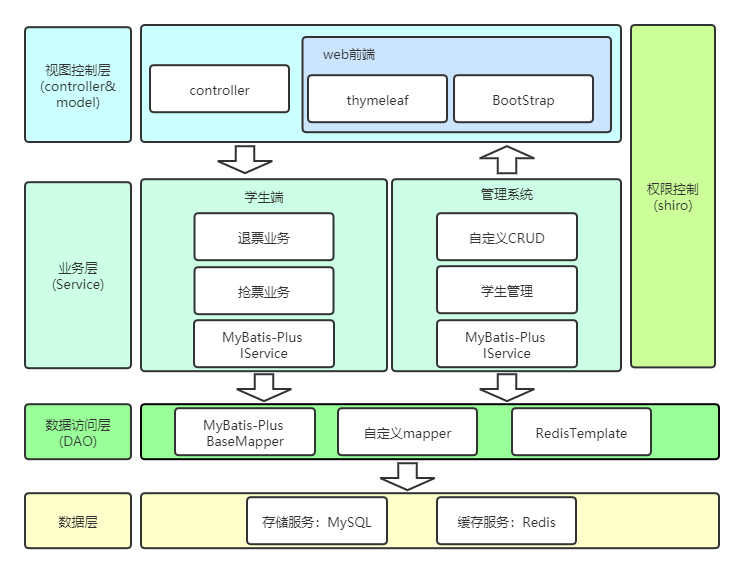 视图控制层
(controller&
model)
controller
web前端
thymeleaf
BootStrap
权限控制
(shiro)
业务层
(Service)
学生端
退票业务
抢票业务
MyBatis-Plus
IService
管理系统
自定义CRUD
学生管理
MyBatis-Plus
IService
数据访问层
(DAO)
MyBatis-Plus
BaseMapper
自定义mapper
RedisTemplate
数据层
存储服务：MySQL
缓存服务：Redis